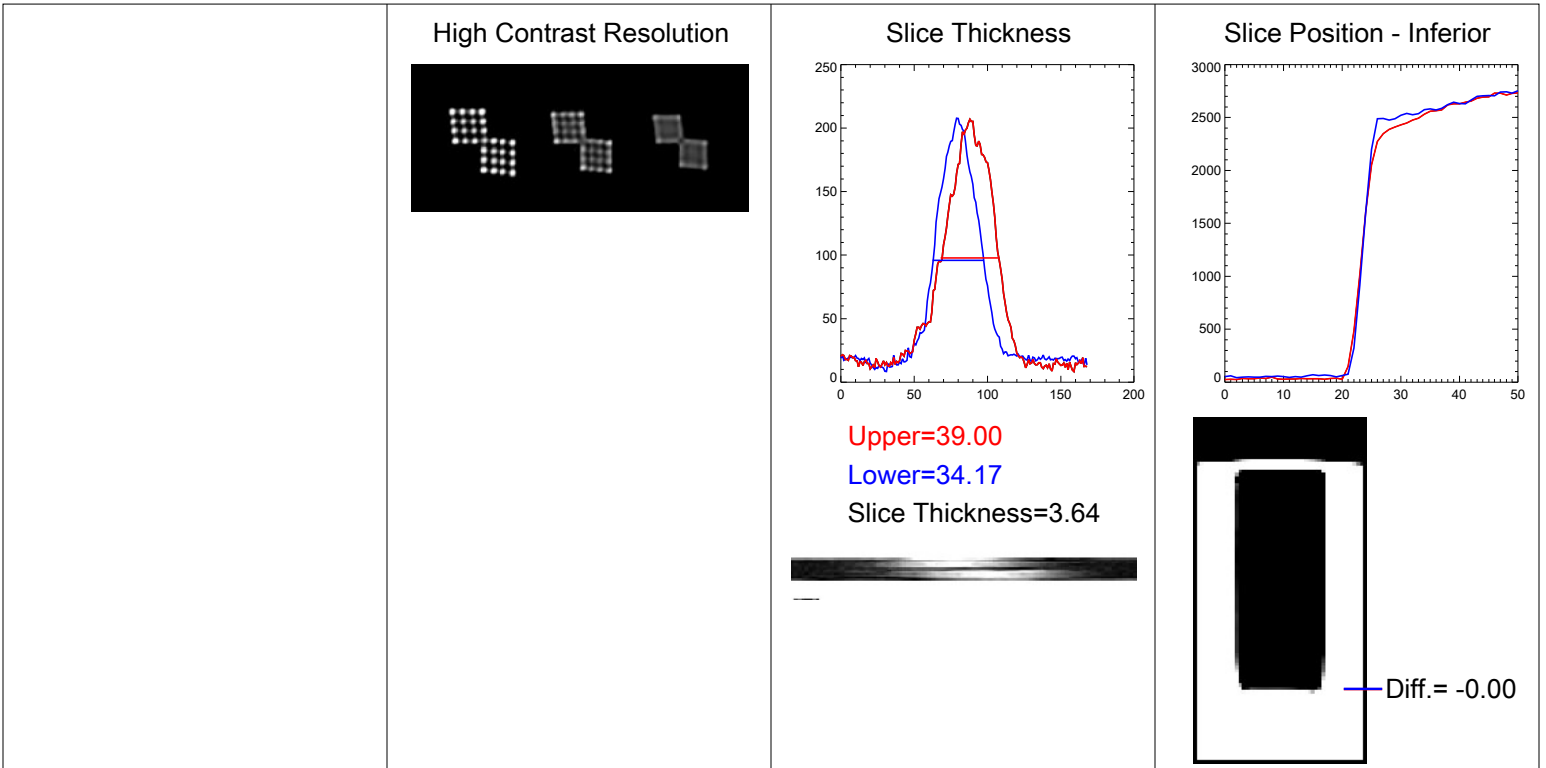 High Contrast Resolution
Slice Thickness
250
200
150
100
50
0
0 50 100 150 200
Upper=39.00
Lower=34.17
Slice Thickness=3.64
Slice Position - Inferior
3000
2500
2000
1500
1000
500
0
0 10 20 30 40 50
Diff.= -0.00